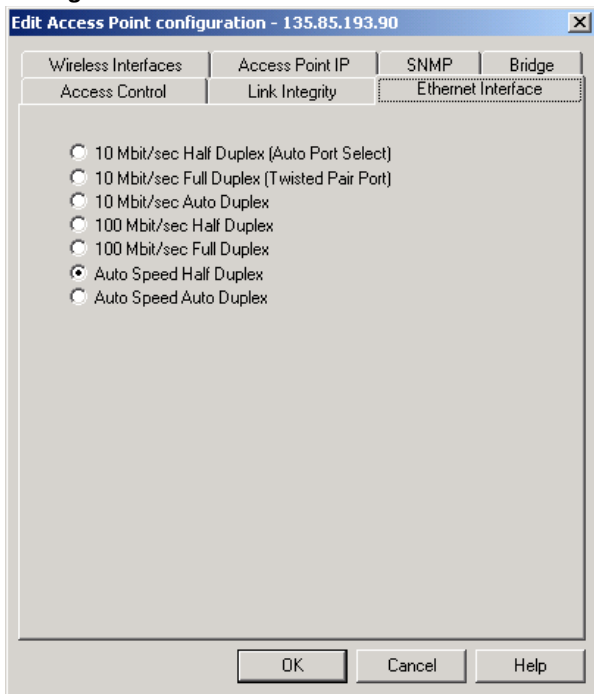 Edit Access Point configuration - 135.85.193.90
Wireless Interfaces Access Point IP SNMP Bridge
Access Control Link Integrity Ethernet Interface
10 Mbit/sec Half Duplex (Auto Port Select)
10 Mbit/sec Full Duplex (Twisted Pair Port)
10 Mbit/sec Auto Duplex
100 Mbit/sec Half Duplex
100 Mbit/sec Full Duplex
Auto Speed Half Duplex
Auto Speed Auto Duplex
OK Cancel Help